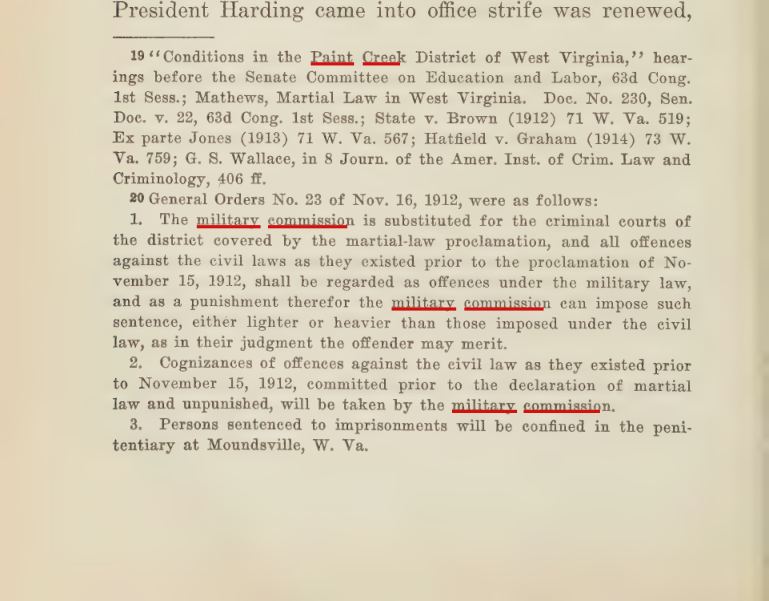 President Harding came into office strife was renewed,
19 “Conditions in the Paint Creek District of West Virginia,” hear-
ings before the Senate Committee on Education and Labor, 63d Cong.
1st Sess.; Mathews, Martial Law in West Virginia. Doc. No. 230, Sen.
Doc. v. 22, 63d Cong. 1st Sess.; State v. Brown (1912) 71 W. Va. 519;
Ex parte Jones (1913) 71 W. Va. 567; Hatfield v. Graham (1914) 73 W.
Va. 759; G. S. Wallace, in 8 Journ. of the Amer. Inst. of Crim. Law and
Criminology, 406 ff.
20 General Orders No. 23 of Nov. 16, 1912, were as follows:
1. The military commission is substituted for the criminal courts of
the district covered by the martial-law proclamation, and all offences
against the civil laws as they existed prior to the proclamation of No-
vember 15, 1912, shall be regarded as offences under the military law,
and as a punishment therefor the military commission can impose such
sentence, either lighter or heavier than those imposed under the civil
law, as in their judgment the offender may merit.
2. Cognizances of offences against the civil law as they existed prior
to November 15, 1912, committed prior to the declaration of martial
law and unpunished, will be taken by the military commission.
3. Persons sentenced to imprisonments will be confined in the peni-
tentiary at Moundsville, W. Va.